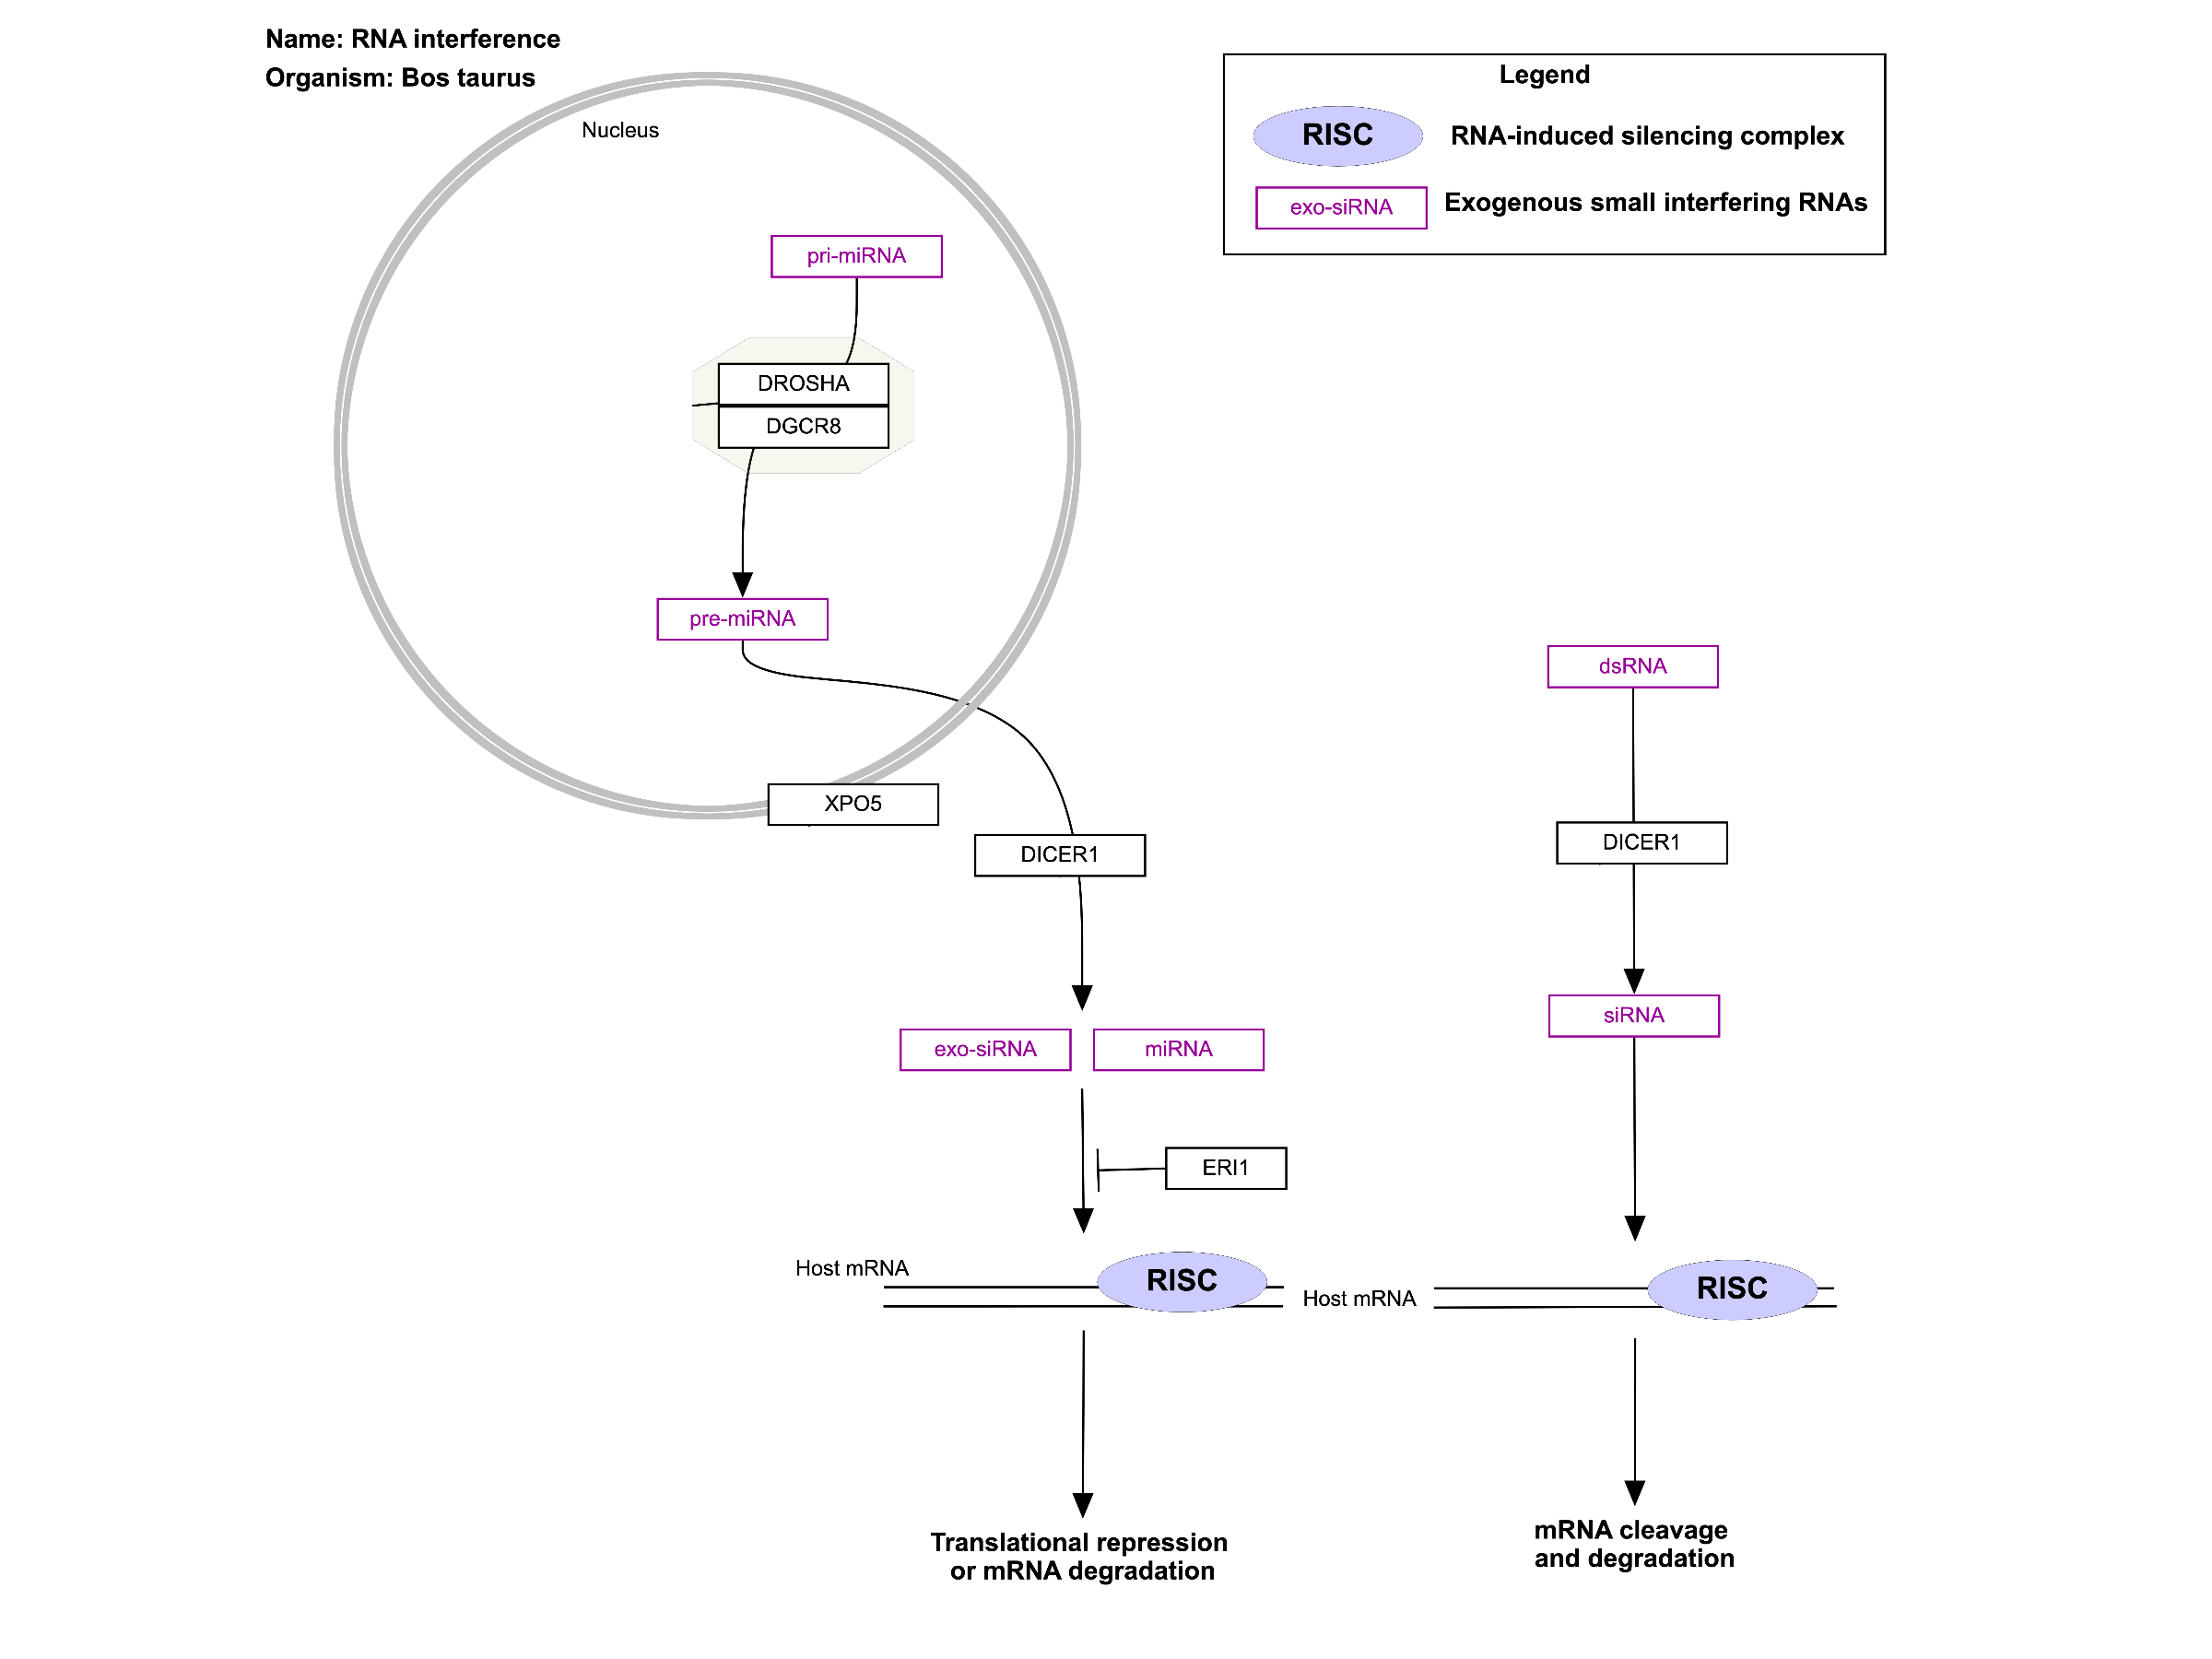 Name: RNA interference
Organism: Bos taurus
Nucleus
Legend
RISC
RNA-induced silencing complex
exo-siRNA
Exogenous small interfering RNAs
pri-miRNA
DROSHA
DGCR8
pre-miRNA
dsRNA
XPO5
DICER1
DICER1
siRNA
exo-siRNA
miRNA
ERI1
Host mRNA
RISC
Host mRNA
RISC
Translational repression
or mRNA degradation
mRNA cleavage
and degradation